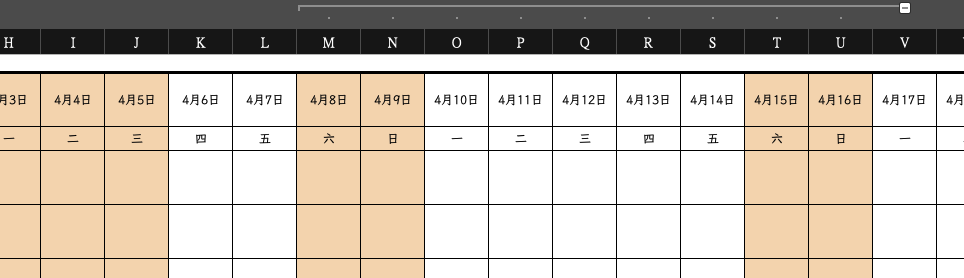 H I J K L M N O P Q R S T U V
月3日 4月4日 4月5日 4月6日 4月7日 4月8日 4月9日 4月10日 4月11日 4月12日 4月13日 4月14日 4月15日 4月16日 4月17日 4月
一 二 三 四 五 六 日 一 二 三 四 五 六 日 一